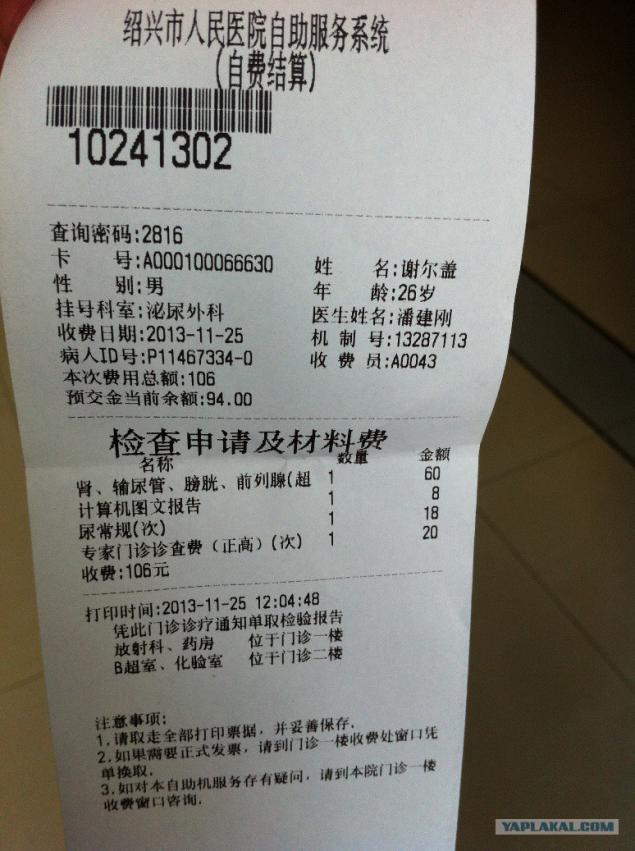 绍兴市人民医院自助服务系统
(自费结算)
10241302
查询密码:2816
卡 号:A000100066630 姓 名:谢尔盖
性 别:男 年 龄:26岁
挂号科室:泌尿外科 医生姓名:潘建刚
收费日期:2013-11-25 机 制 号:13287113
病人ID号:P11467334-0 收 费 员:A0043
本次费用总额:106
预交金当前余额:94.00
检查申请及材料费
名称 数量 金额
肾、输尿管、膀胱、前列腺(超 1 60
计算机图文报告 1 8
尿常规(次) 1 18
专家门诊诊查费(正高)(次) 1 20
收费:106元
打印时间:2013-11-25 12:04:48
凭此门诊诊疗通知单取检验报告
放射科、药房 位于门诊一楼
B超室、化验室 位于门诊二楼
注意事项:
1.请取走全部打印票据，并妥善保存.
2.如果需要正式发票，请到门诊一楼收费处窗口凭
单换取.
3.如对本自助机服务存有疑问，请到本院门诊一楼
收费窗口咨询.
YAPLAKAL.COM